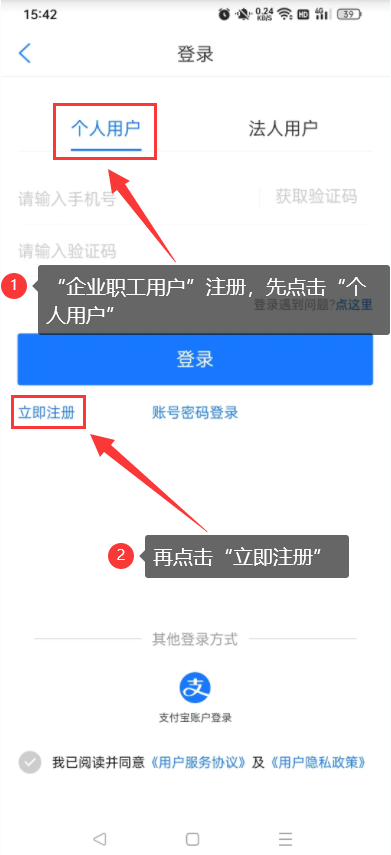 15:42
0.24 KB/S HD 4G 39
登录
个人用户 法人用户
请输入手机号 获取验证码
请输入验证码
1 “企业职工用户”注册，先点击“个
人用户”
登录遇到问题?点这里
登录
立即注册 账号密码登录
2 再点击“立即注册”
其他登录方式
支
支付宝账户登录
我已阅读并同意《用户服务协议》及《用户隐私政策》